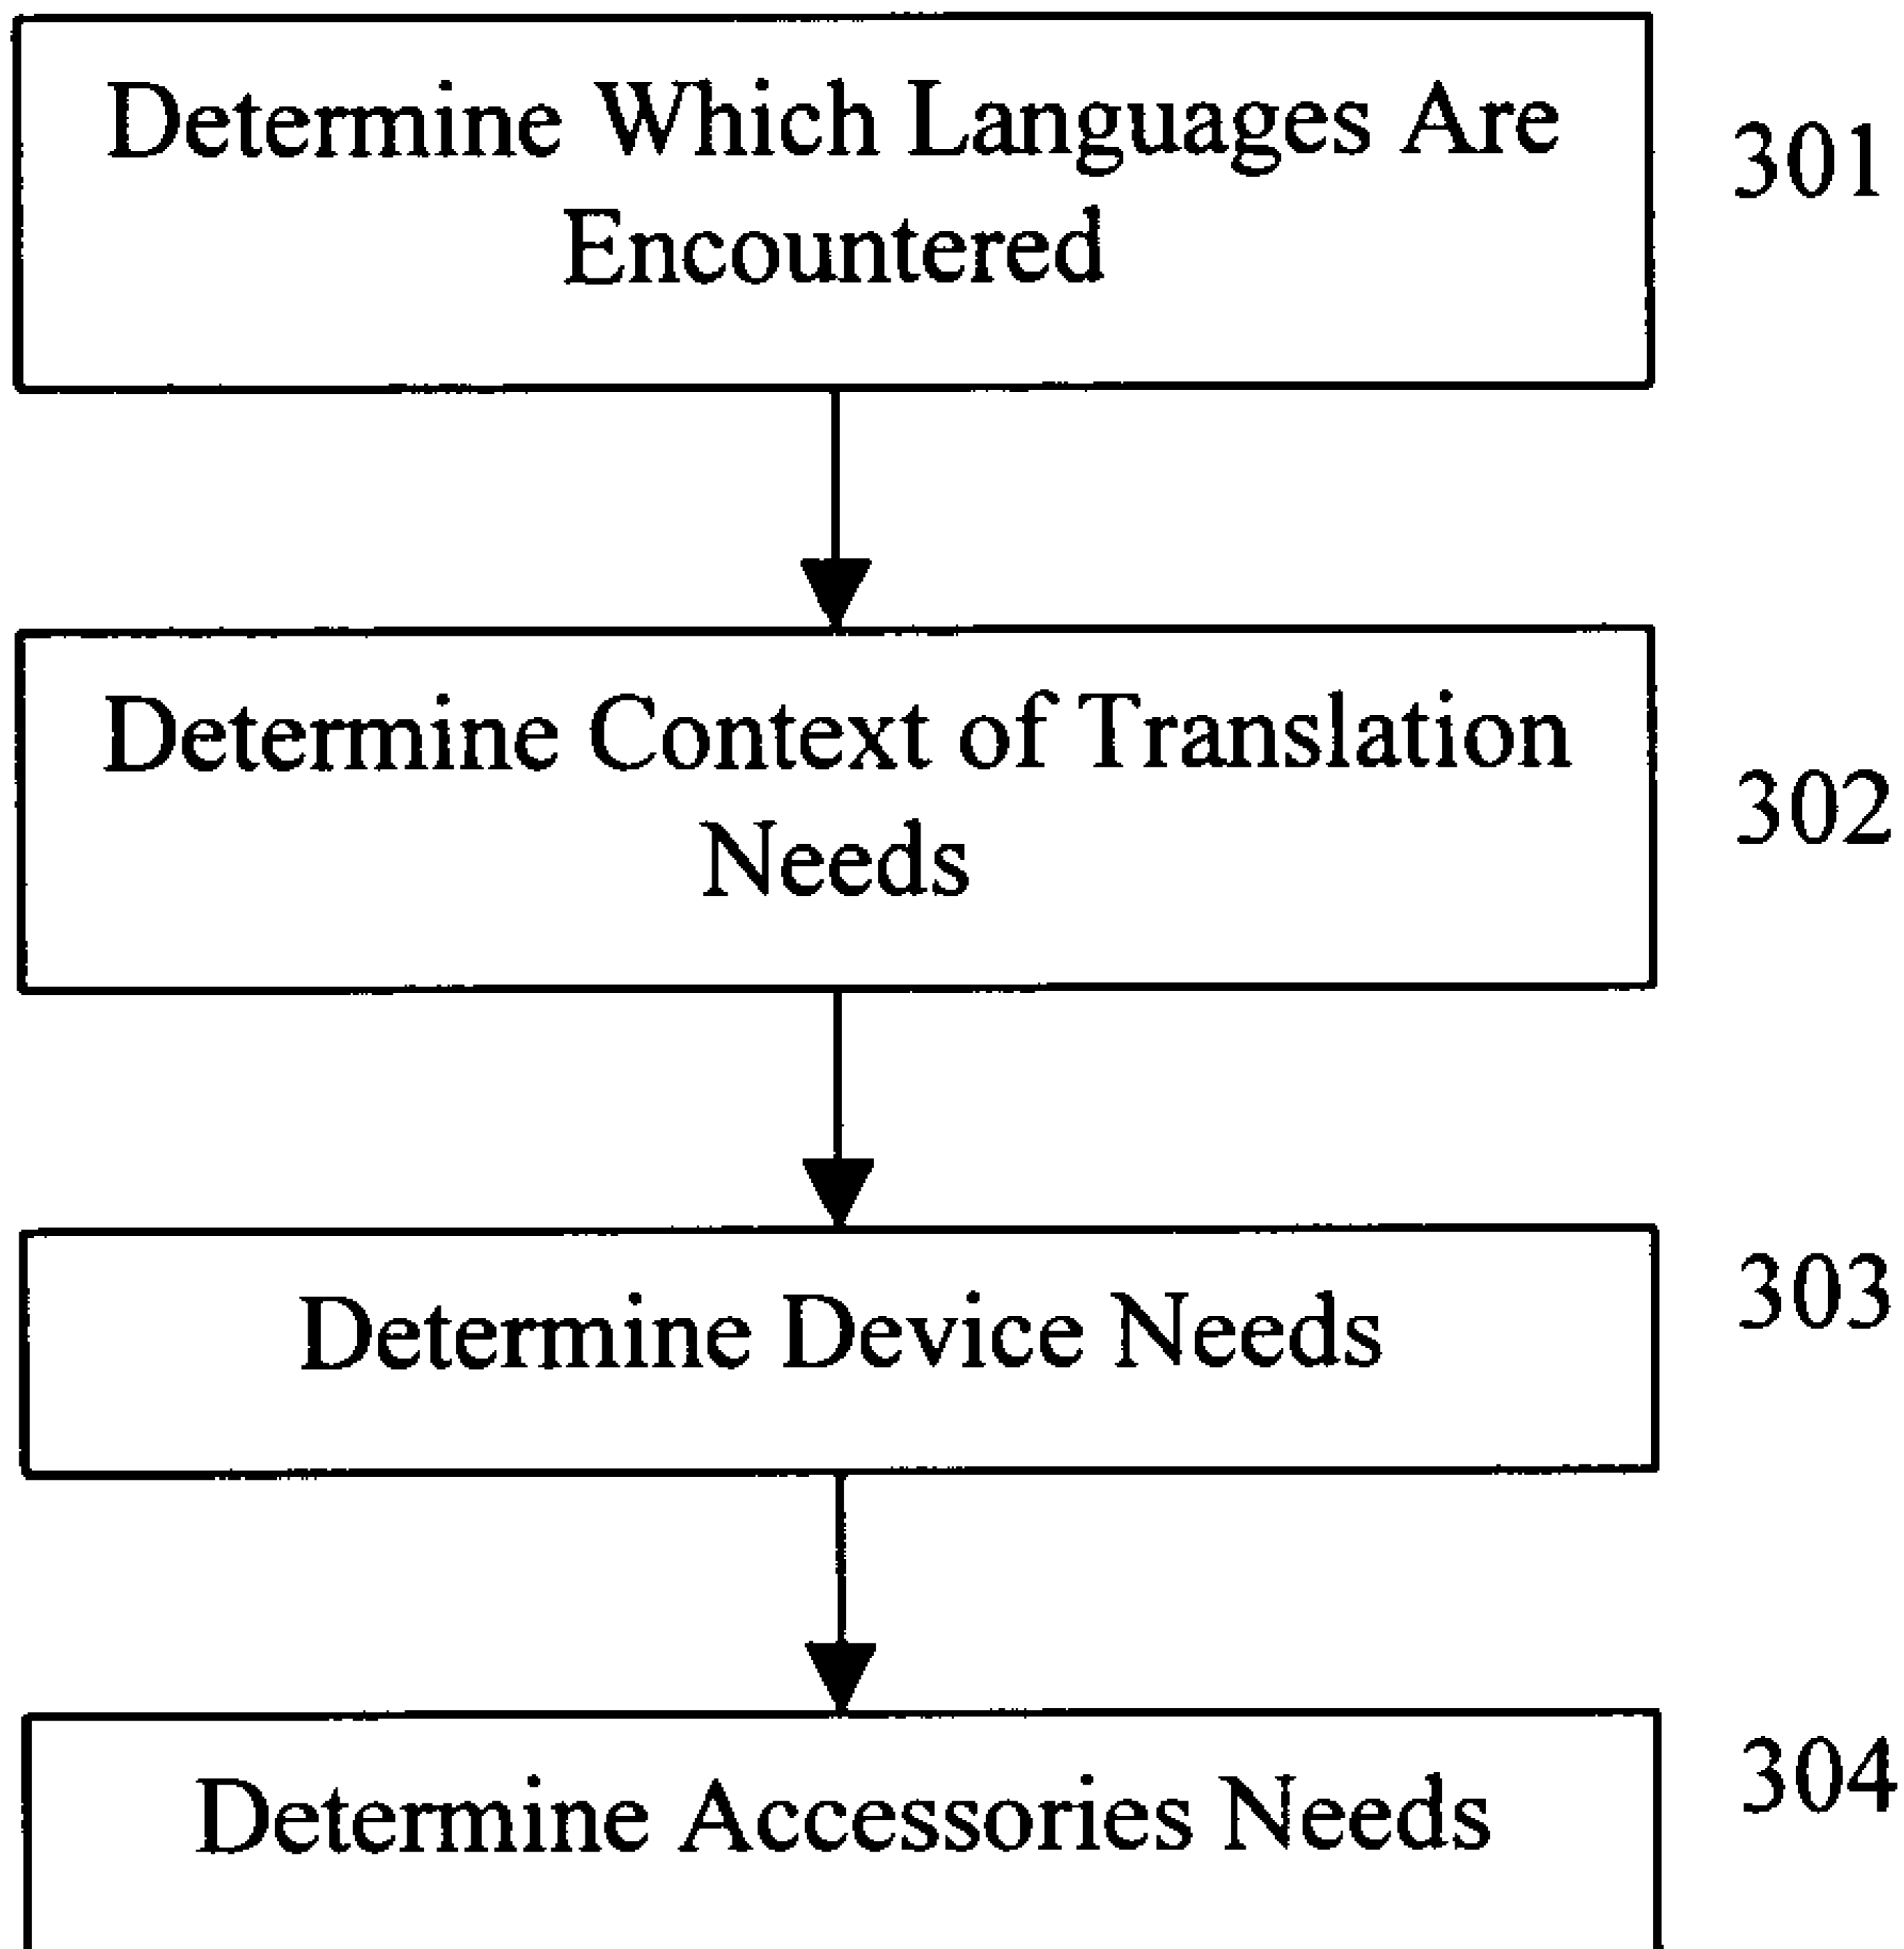 Determine Which Languages Are
Encountered
301
Determine Context of Translation
Needs
302
Determine Device Needs
303
Determine Accessories Needs
304